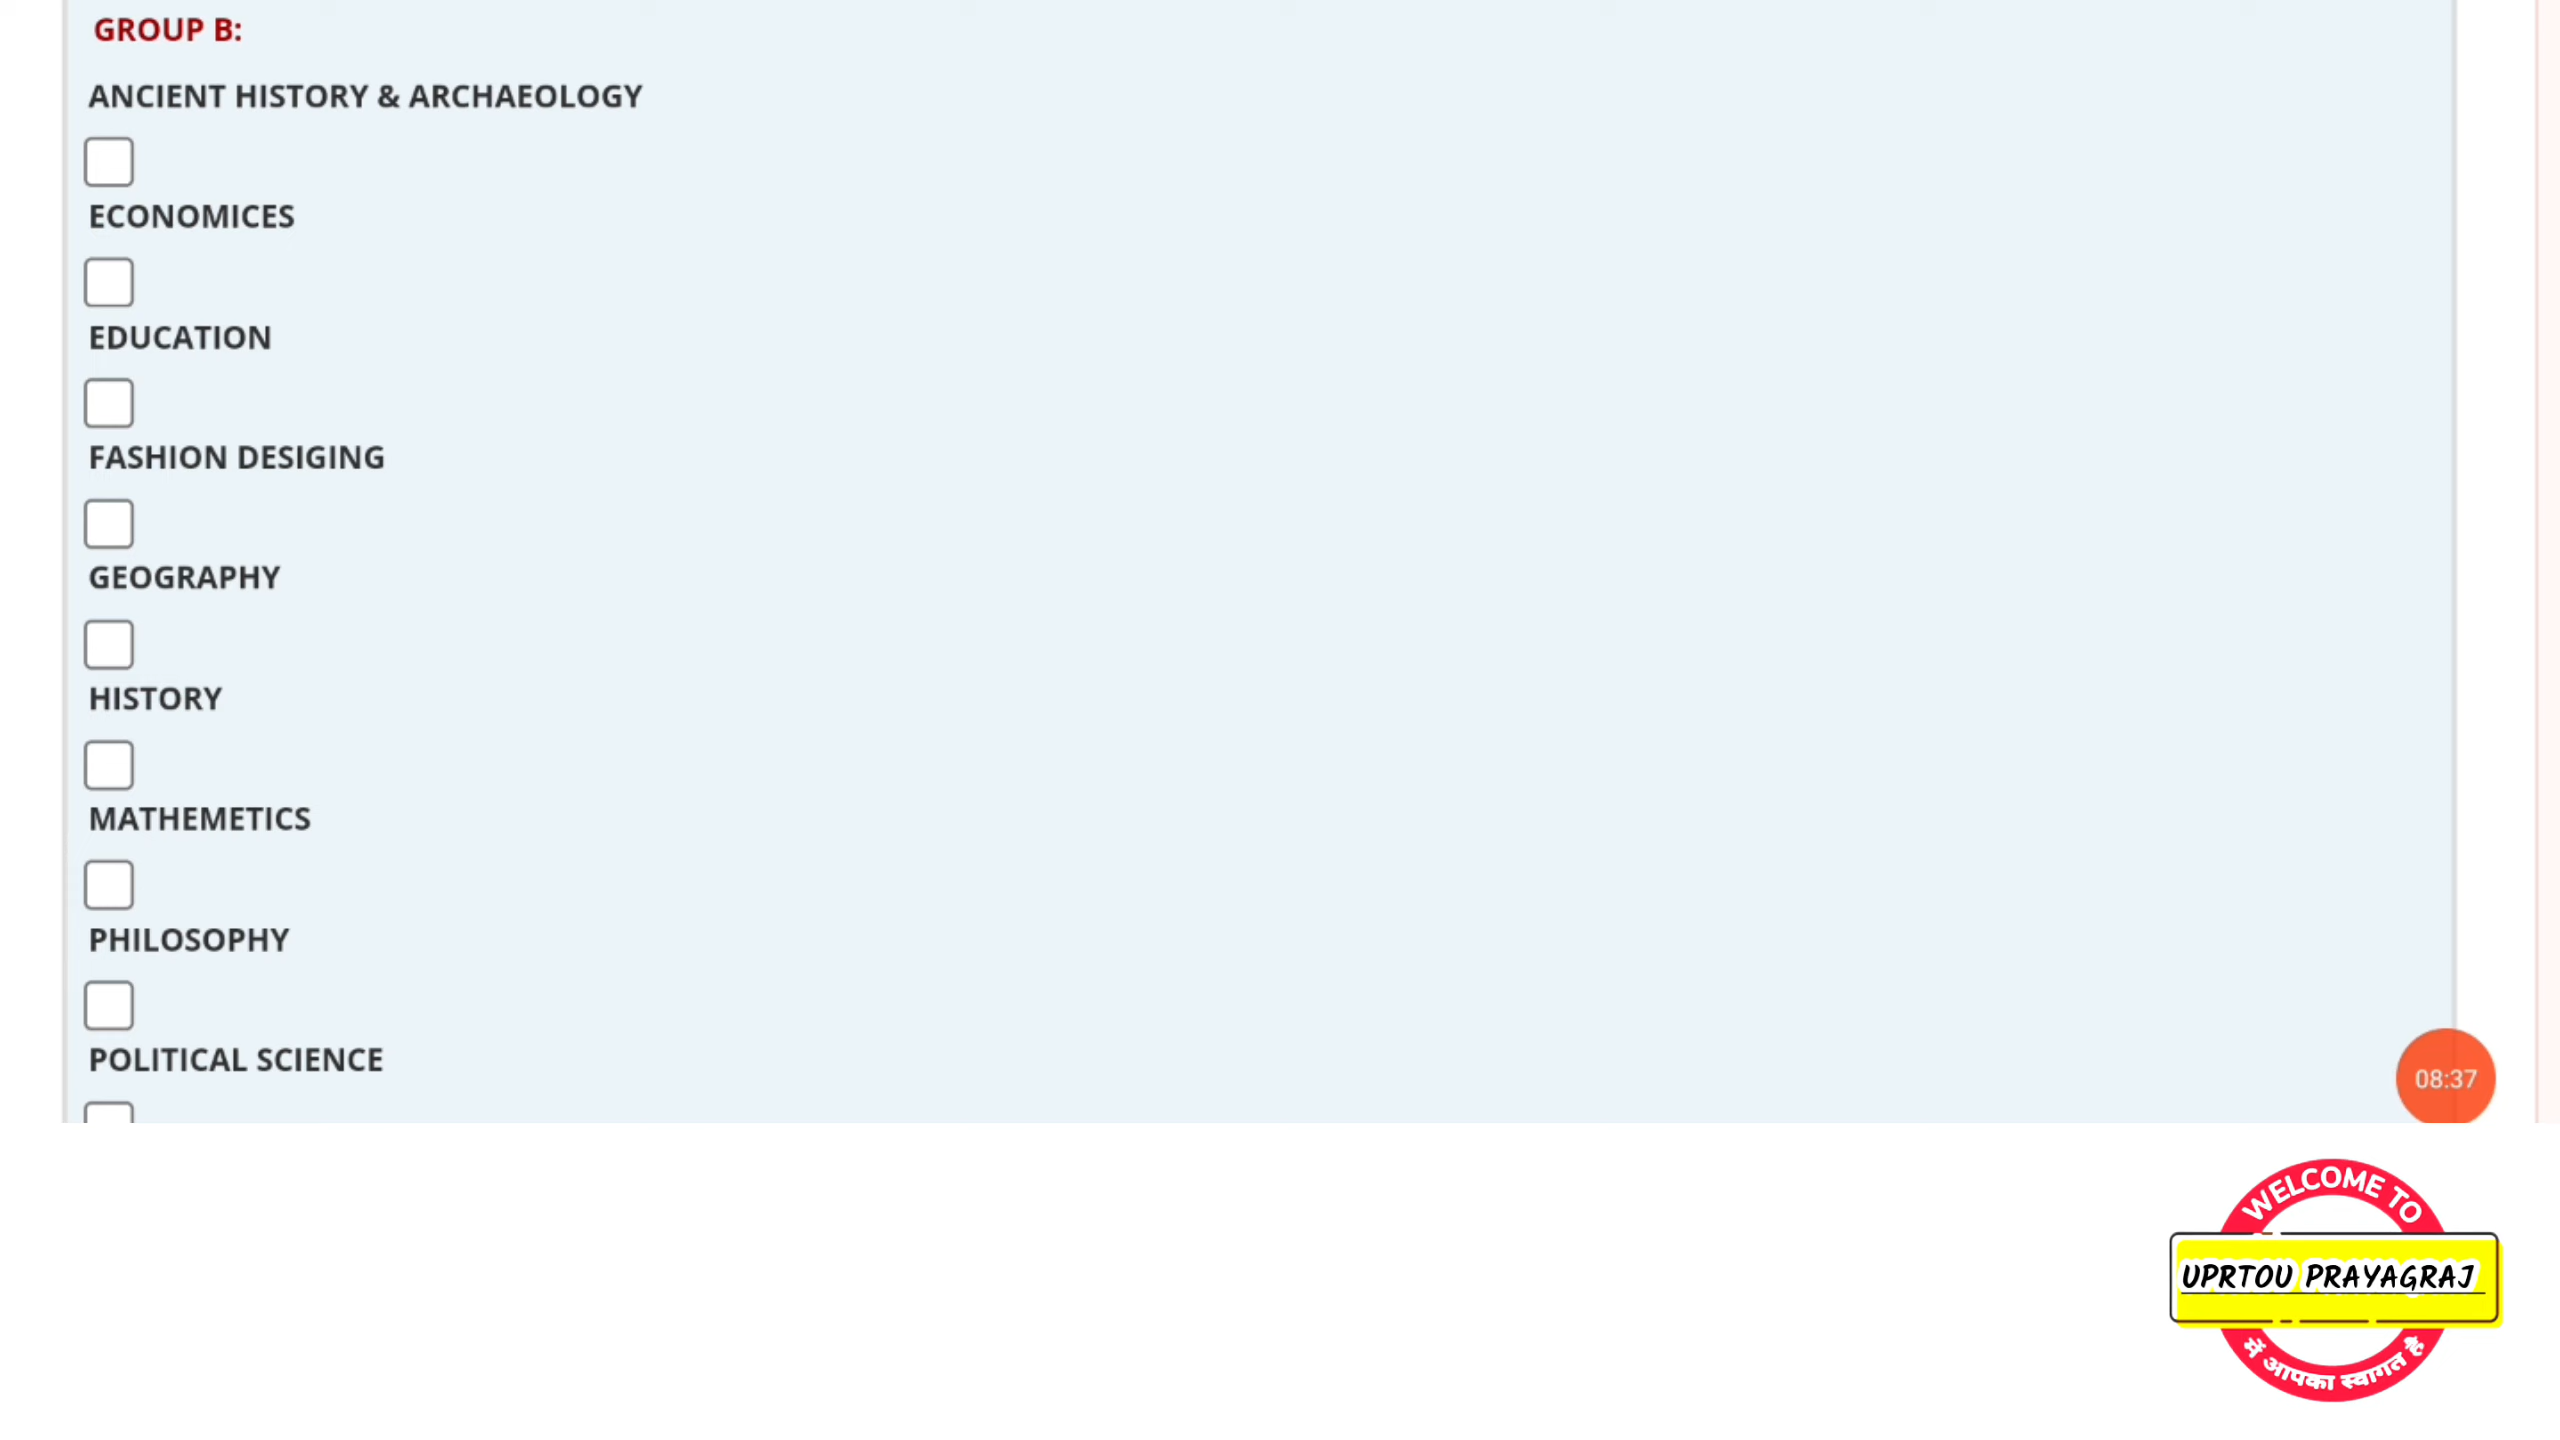 GROUP B:
ANCIENT HISTORY & ARCHAEOLOGY
ECONOMICES
EDUCATION
FASHION DESIGING
GEOGRAPHY
HISTORY
MATHEMETICS
PHILOSOPHY
POLITICAL SCIENCE
08:37
WELCOME TO
UPRTOU PRAYAGRAJ
में आपका स्वागत है